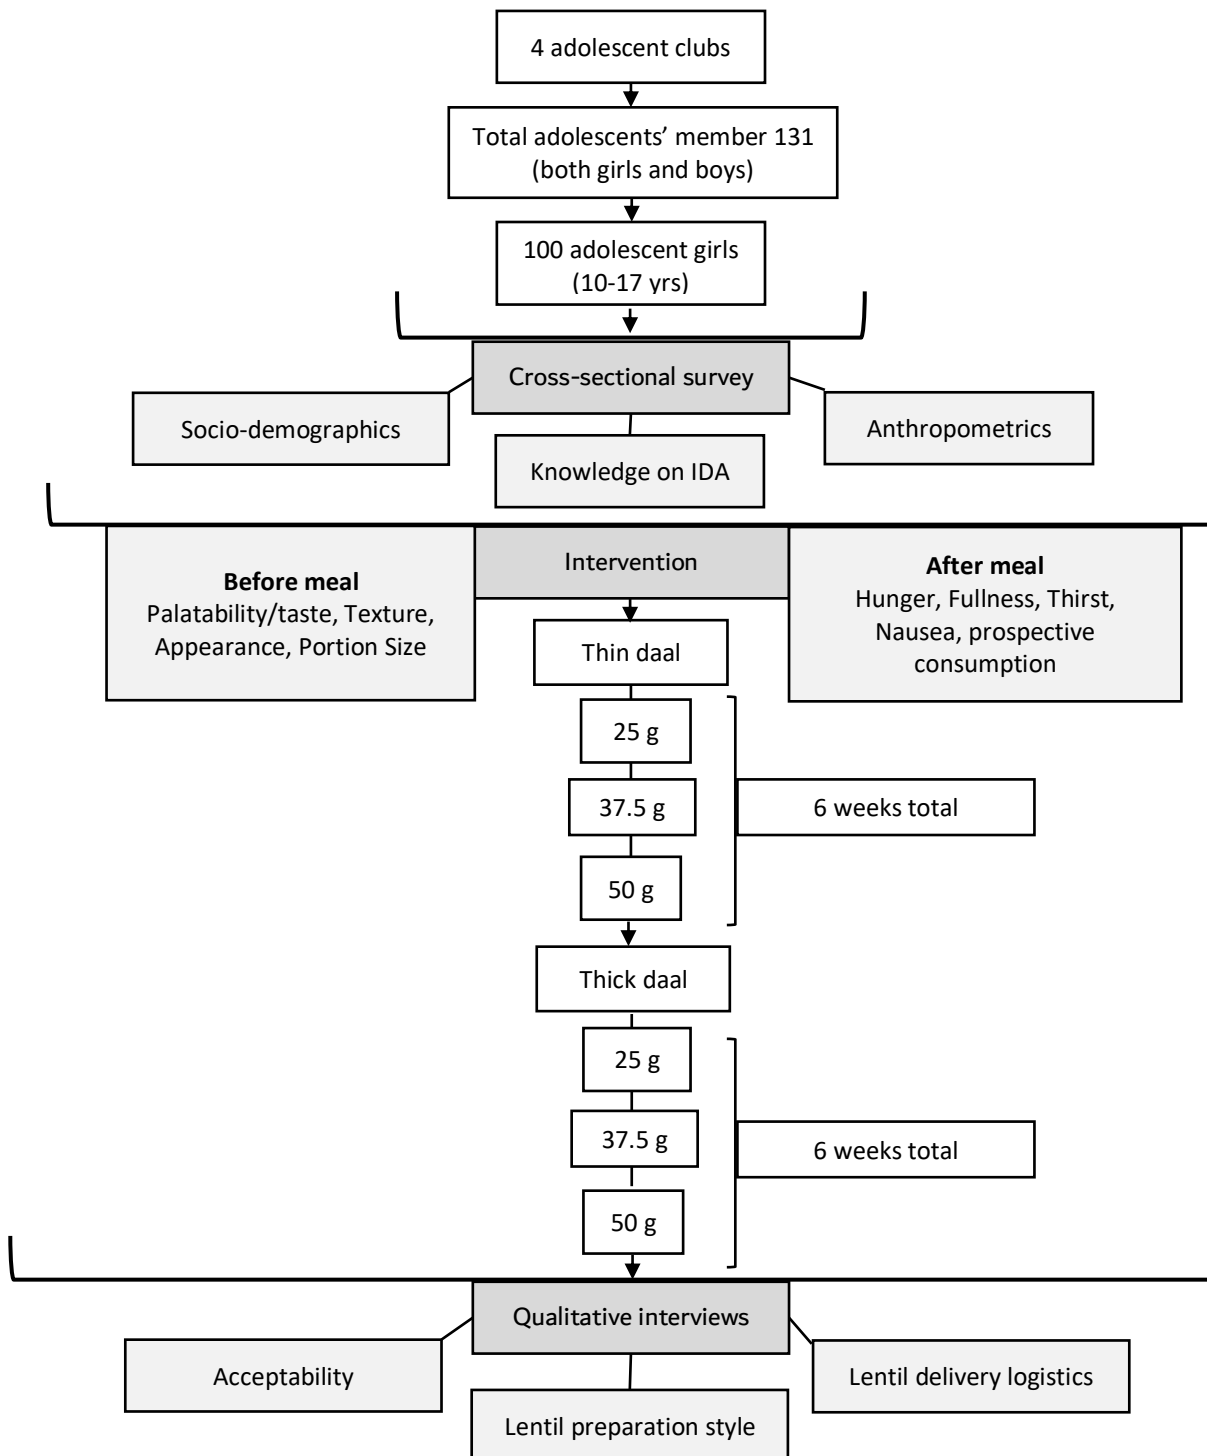 4 adolescent clubs
Total adolescents’ member 131
(both girls and boys)
100 adolescent girls
(10-17 yrs)
Cross-sectional survey
Socio-demographics
Anthropometrics
Knowledge on IDA
Before meal
Palatability/taste, Texture,
Appearance, Portion Size
Intervention
After meal
Hunger, Fullness, Thirst,
Nausea, prospective
consumption
Thin daal
25 g
37.5 g
6 weeks total
50 g
Thick daal
25 g
37.5 g
6 weeks total
50 g
Qualitative interviews
Acceptability
Lentil delivery logistics
Lentil preparation style